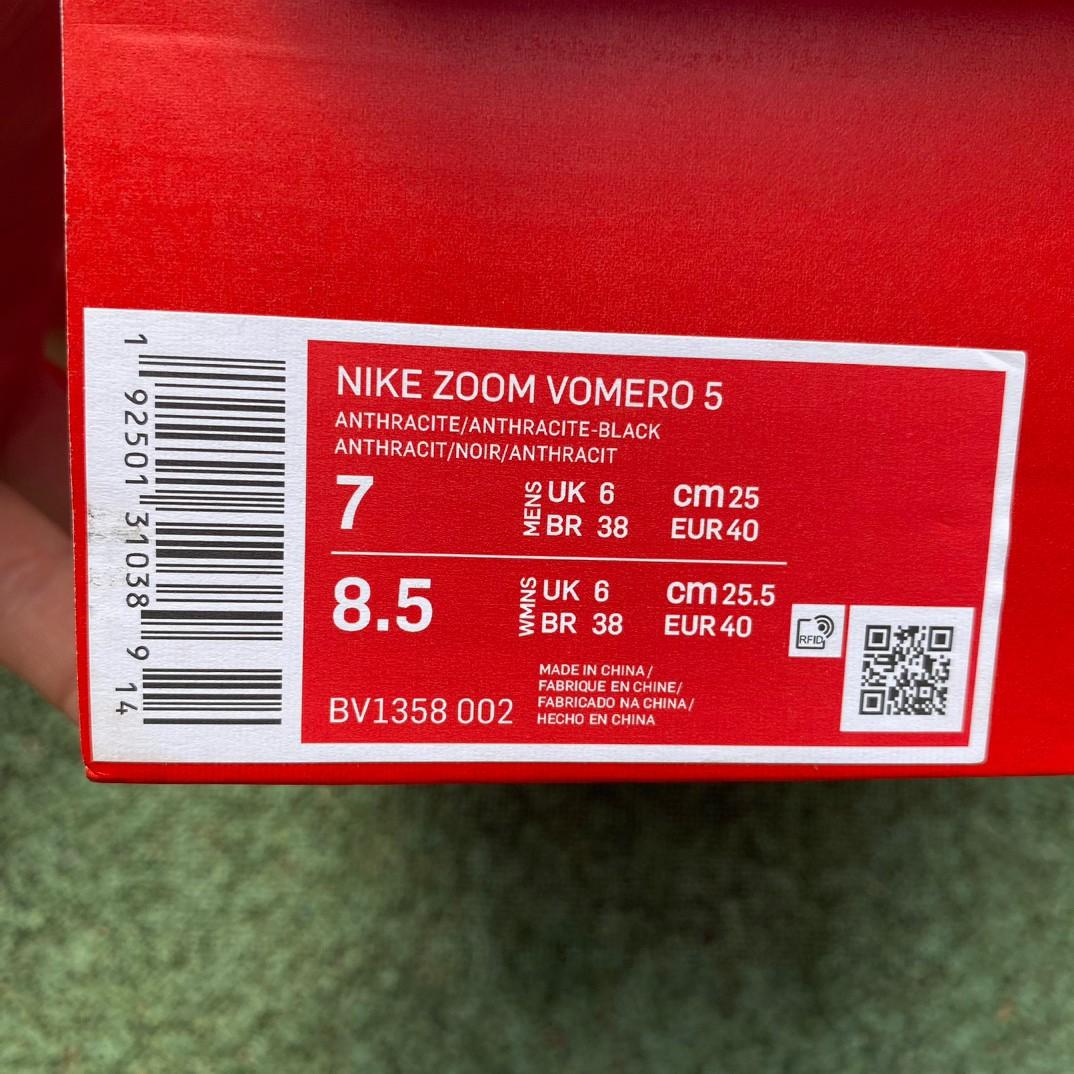 NIKE ZOOM VOMERO 5
ANTHRACITE/ANTHRACITE-BLACK
ANTHRACIT/NOIR/ANTHRACIT
7 MENS UK 6 cm 25
BR 38 EUR 40
8.5 WMNS UK 6 cm 25.5
BR 38 EUR 40
RFID
BV1358 002
MADE IN CHINA /
FABRIQUE EN CHINE/
FABRICADO NA CHINA /
HECHO EN CHINA
1 92501 31038 9 14